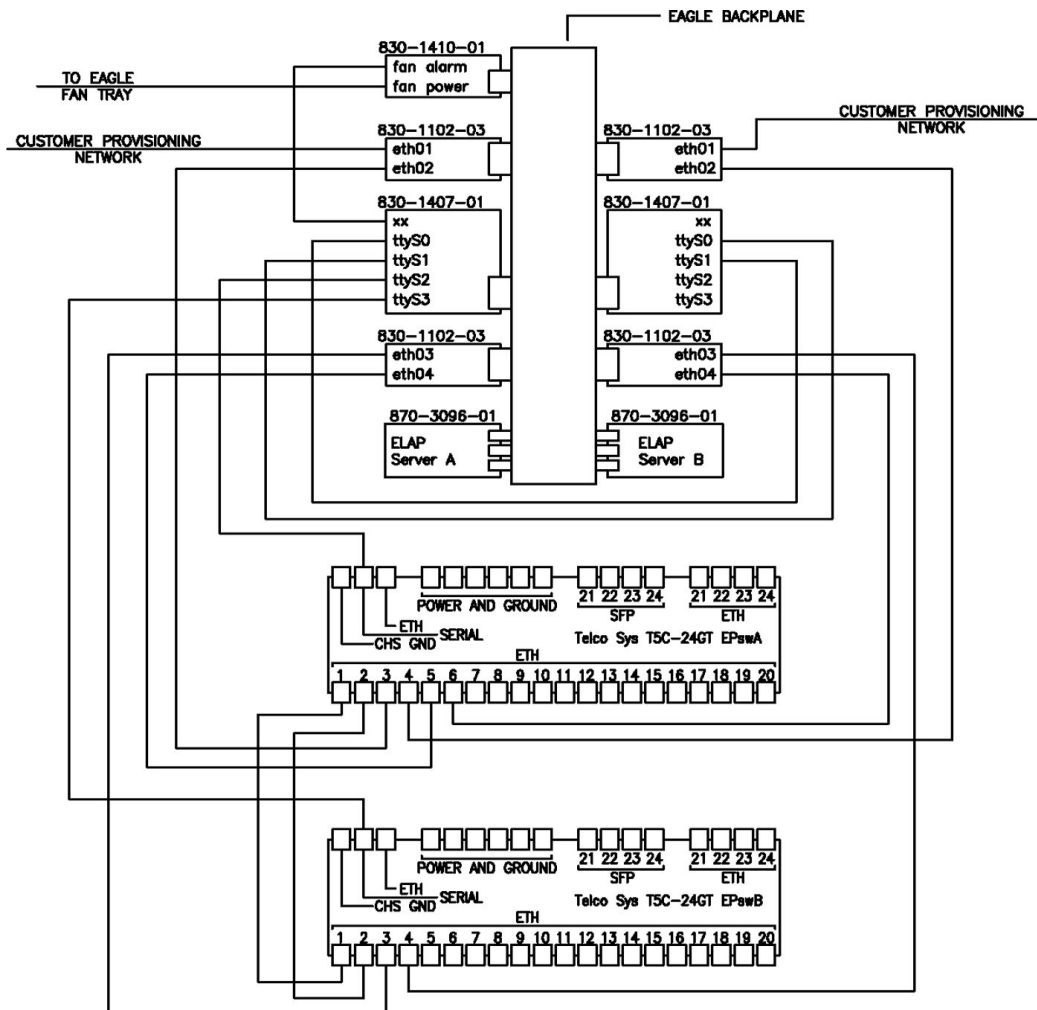 EAGLE BACKPLANE
830-1410-01
fan alarm
fan power
TO EAGLE
FAN TRAY
CUSTOMER PROVISIONING
NETWORK
830-1102-03
eth01
eth02
830-1102-03
eth01
eth02
CUSTOMER PROVISIONING
NETWORK
830-1407-01
xx
ttyS0
ttyS1
ttyS2
ttyS3
830-1407-01
xx
ttyS0
ttyS1
ttyS2
ttyS3
830-1102-03
eth03
eth04
830-1102-03
eth03
eth04
870-3096-01
ELAP
Server A
870-3096-01
ELAP
Server B
POWER AND GROUND
21 22 23 24
SFP
21 22 23 24
ETH
ETH
SERIAL
CHS GND
Telco Sys T5C-24GT EPswA
ETH
1 2 3 4 5 6 7 8 9 10 11 12 13 14 15 16 17 18 19 20
POWER AND GROUND
21 22 23 24
SFP
21 22 23 24
ETH
ETH
SERIAL
CHS GND
Telco Sys T5C-24GT EPswB
ETH
1 2 3 4 5 6 7 8 9 10 11 12 13 14 15 16 17 18 19 20